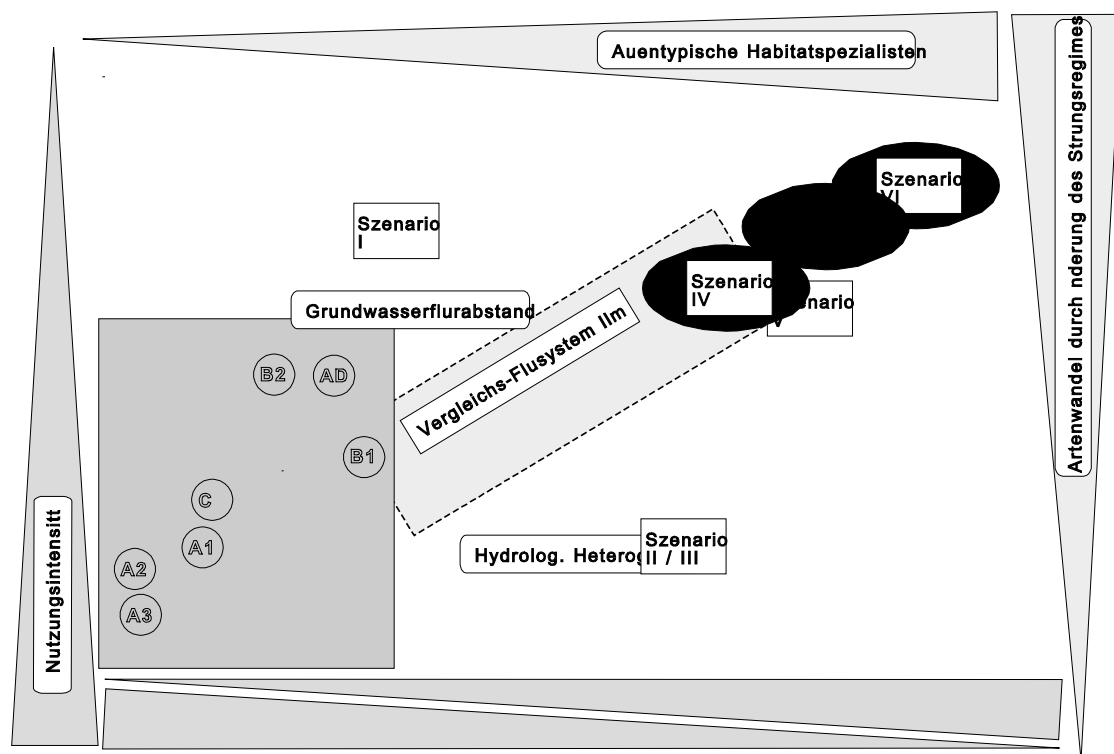 Auentypische Habitatspezialisten
Artenwandel durch nderung des Strungsregimes
Szenario
VI
Szenario
I
Szenario
IV
enario
V
Grundwasserflurabstand
Vergleichs-Flusystem Ilm
B2
AD
B1
C
A1
A2
A3
Hydrolog. Heterog
Szenario
II / III
Nutzungsintensitt